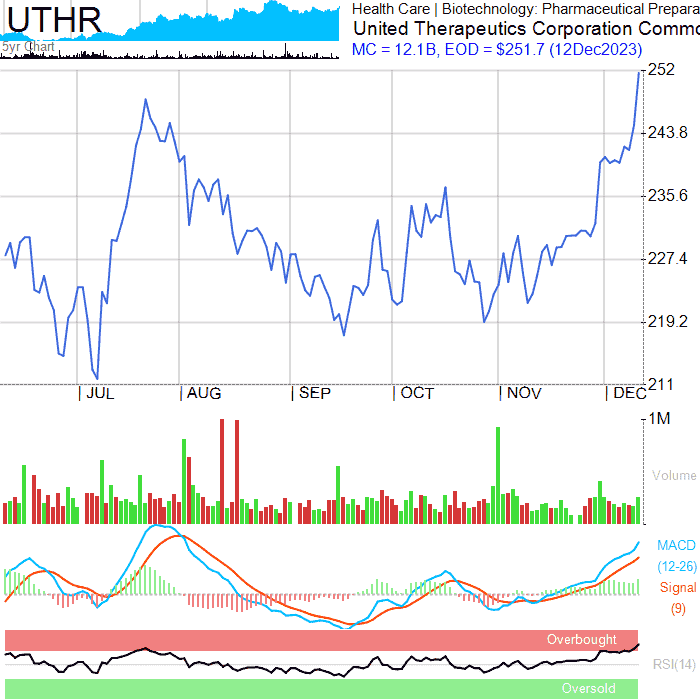 UTHR
5yr Chart
Health Care | Biotechnology: Pharmaceutical Prepara
United Therapeutics Corporation Commo
MC = 12.1B, EOD = $251.7 (12Dec2023)
252
243.8
235.6
227.4
219.2
211
JUL AUG SEP OCT NOV DEC
1M
Volume
MACD
(12-26)
Signal
(9)
Overbought
RSI(14)
Oversold